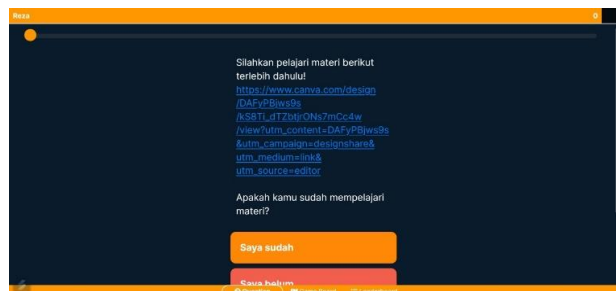 Reza
0
Silahkan pelajari materi berikut
terlebih dahulu!
https://www.canva.com/design
/DAFyPBjws9s
/kS8Ti_dTZbtjrONs7mCc4w
/view?utm_content=DAFyPBjws9s
&utm_campaign=designshare&
utm_medium=link&
utm_source=editor
Apakah kamu sudah mempelajari
materi?
Saya sudah
Saya belum